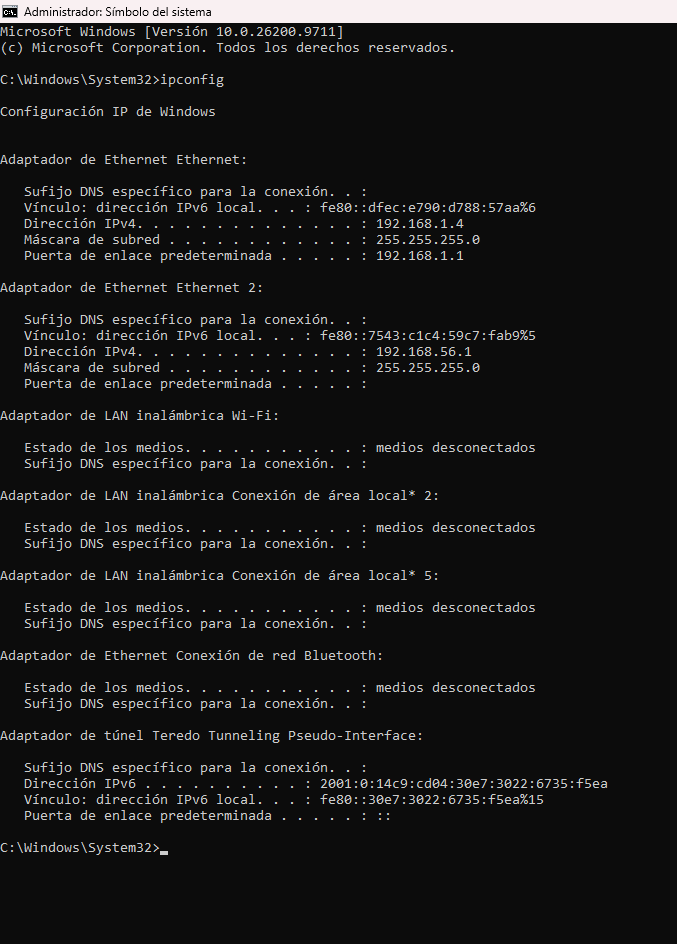 Administrador: Símbolo del sistema
Microsoft Windows [Versión 10.0.26200.9711]
(c) Microsoft Corporation. Todos los derechos reservados.
C:\Windows\System32>ipconfig
Configuración IP de Windows
Adaptador de Ethernet Ethernet:
Sufijo DNS específico para la conexión. . :
Vínculo: dirección IPv6 local. . . : fe80::dfec:e790:d788:57aa%6
Dirección IPv4. . . . . . . . . . . . . . : 192.168.1.4
Máscara de subred . . . . . . . . . . . . : 255.255.255.0
Puerta de enlace predeterminada . . . . . : 192.168.1.1
Adaptador de Ethernet Ethernet 2:
Sufijo DNS específico para la conexión. . :
Vínculo: dirección IPv6 local. . . : fe80::7543:c1c4:59c7:fab9%5
Dirección IPv4. . . . . . . . . . . . . . : 192.168.56.1
Máscara de subred . . . . . . . . . . . . : 255.255.255.0
Puerta de enlace predeterminada . . . . . :
Adaptador de LAN inalámbrica Wi-Fi:
Estado de los medios. . . . . . . . . . . : medios desconectados
Sufijo DNS específico para la conexión. . :
Adaptador de LAN inalámbrica Conexión de área local* 2:
Estado de los medios. . . . . . . . . . . : medios desconectados
Sufijo DNS específico para la conexión. . :
Adaptador de LAN inalámbrica Conexión de área local* 5:
Estado de los medios. . . . . . . . . . . : medios desconectados
Sufijo DNS específico para la conexión. . :
Adaptador de Ethernet Conexión de red Bluetooth:
Estado de los medios. . . . . . . . . . . : medios desconectados
Sufijo DNS específico para la conexión. . :
Adaptador de túnel Teredo Tunneling Pseudo-Interface:
Sufijo DNS específico para la conexión. . :
Dirección IPv6 . . . . . . . . . . : 2001:0:14c9:cd04:30e7:3022:6735:f5ea
Vínculo: dirección IPv6 local. . . : fe80::30e7:3022:6735:f5ea%15
Puerta de enlace predeterminada . . . . . : ::
C:\Windows\System32>